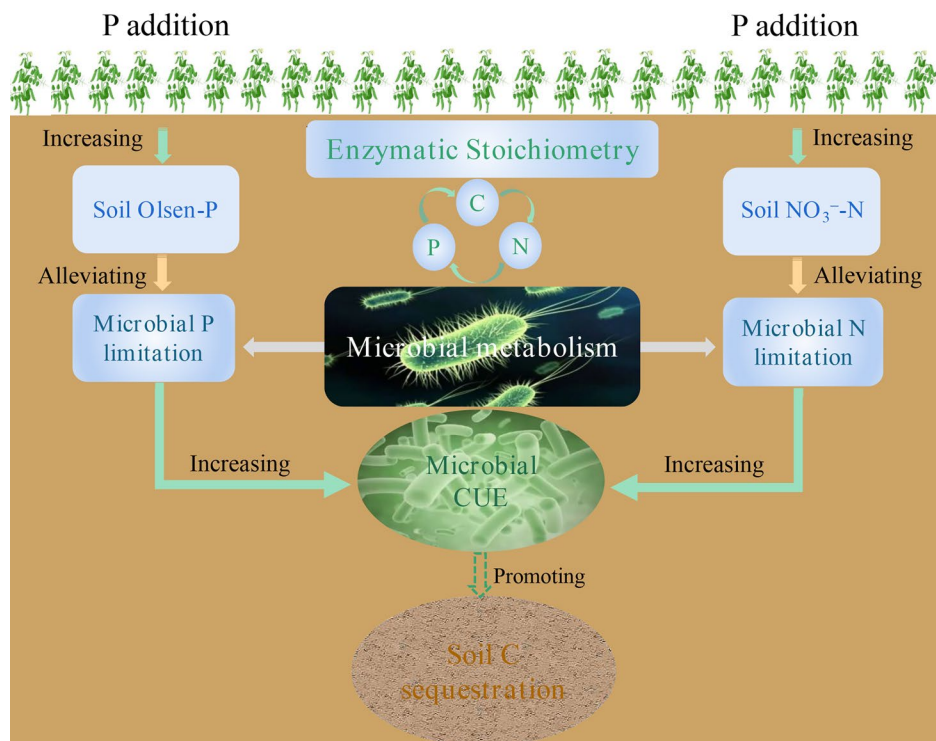 P addition
P addition
Increasing
Enzymatic Stoichiometry
Increasing
Soil Olsen-P
C
P
N
Soil NO₃⁻-N
Alleviating
Alleviating
Microbial P
limitation
Microbial metabolism
Microbial N
limitation
Increasing
Microbial
CUE
Increasing
Promoting
Soil C
sequestration